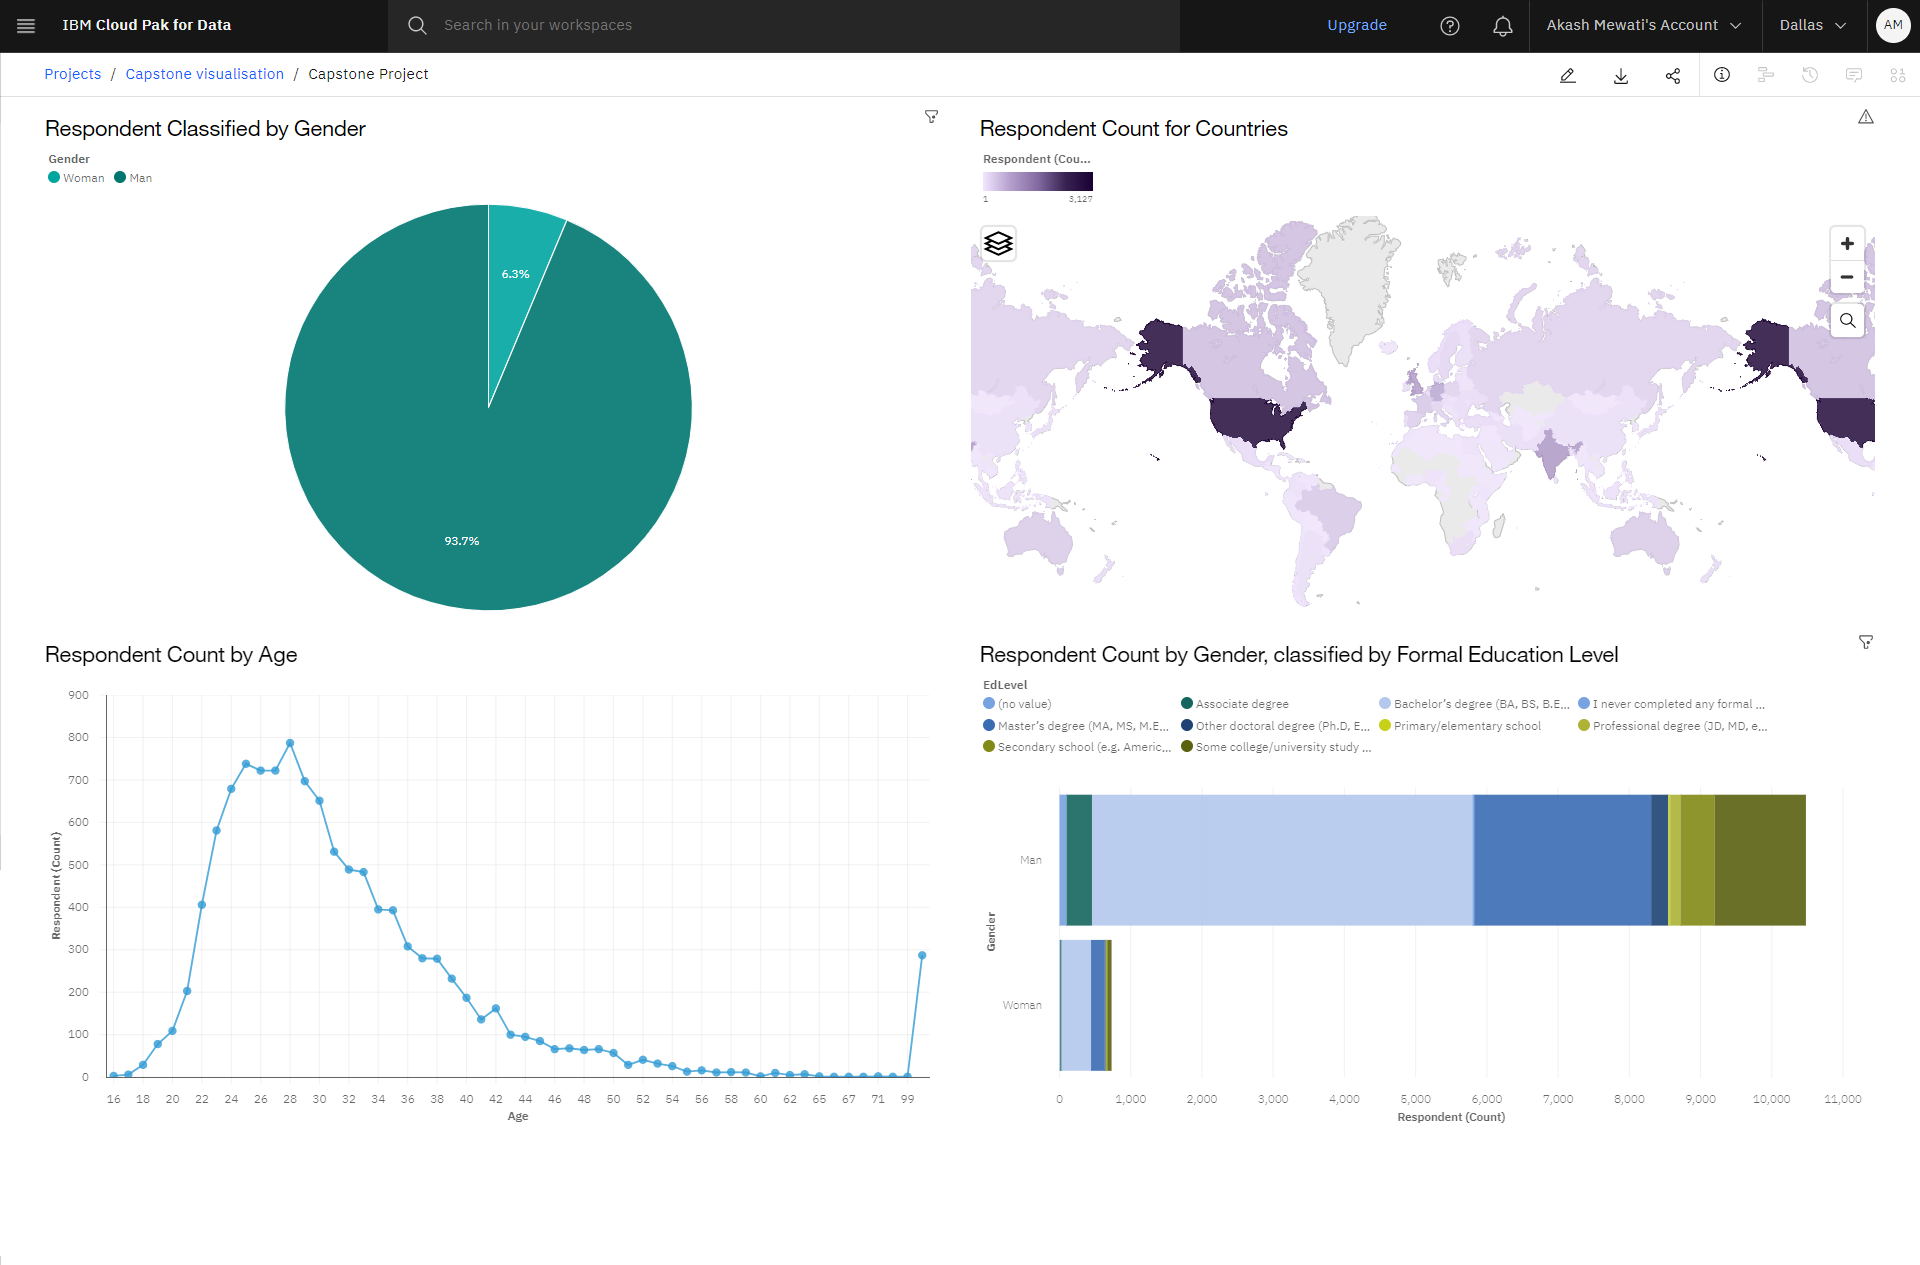 IBM Cloud Pak for Data
Search in your workspaces
Upgrade
Akash Mewati's Account
Dallas
AM
Projects / Capstone visualisation / Capstone Project
Respondent Classified by Gender
Gender
Woman Man
6.3%
93.7%
Respondent Count for Countries
Respondent (Cou...
1 3,127
Respondent Count by Age
Respondent (Count)
900
800
700
600
500
400
300
200
100
0
16 18 20 22 24 26 28 30 32 34 36 38 40 42 44 46 48 50 52 54 56 58 60 62 65 67 71 99
Age
Respondent Count by Gender, classified by Formal Education Level
EdLevel
(no value) Associate degree Bachelor’s degree (BA, BS, B.E... I never completed any formal ...
Master’s degree (MA, MS, M.E... Other doctoral degree (Ph.D, E... Primary/elementary school Professional degree (JD, MD, e...
Secondary school (e.g. Americ... Some college/university study ...
Gender
Man
Woman
0 1,000 2,000 3,000 4,000 5,000 6,000 7,000 8,000 9,000 10,000 11,000
Respondent (Count)